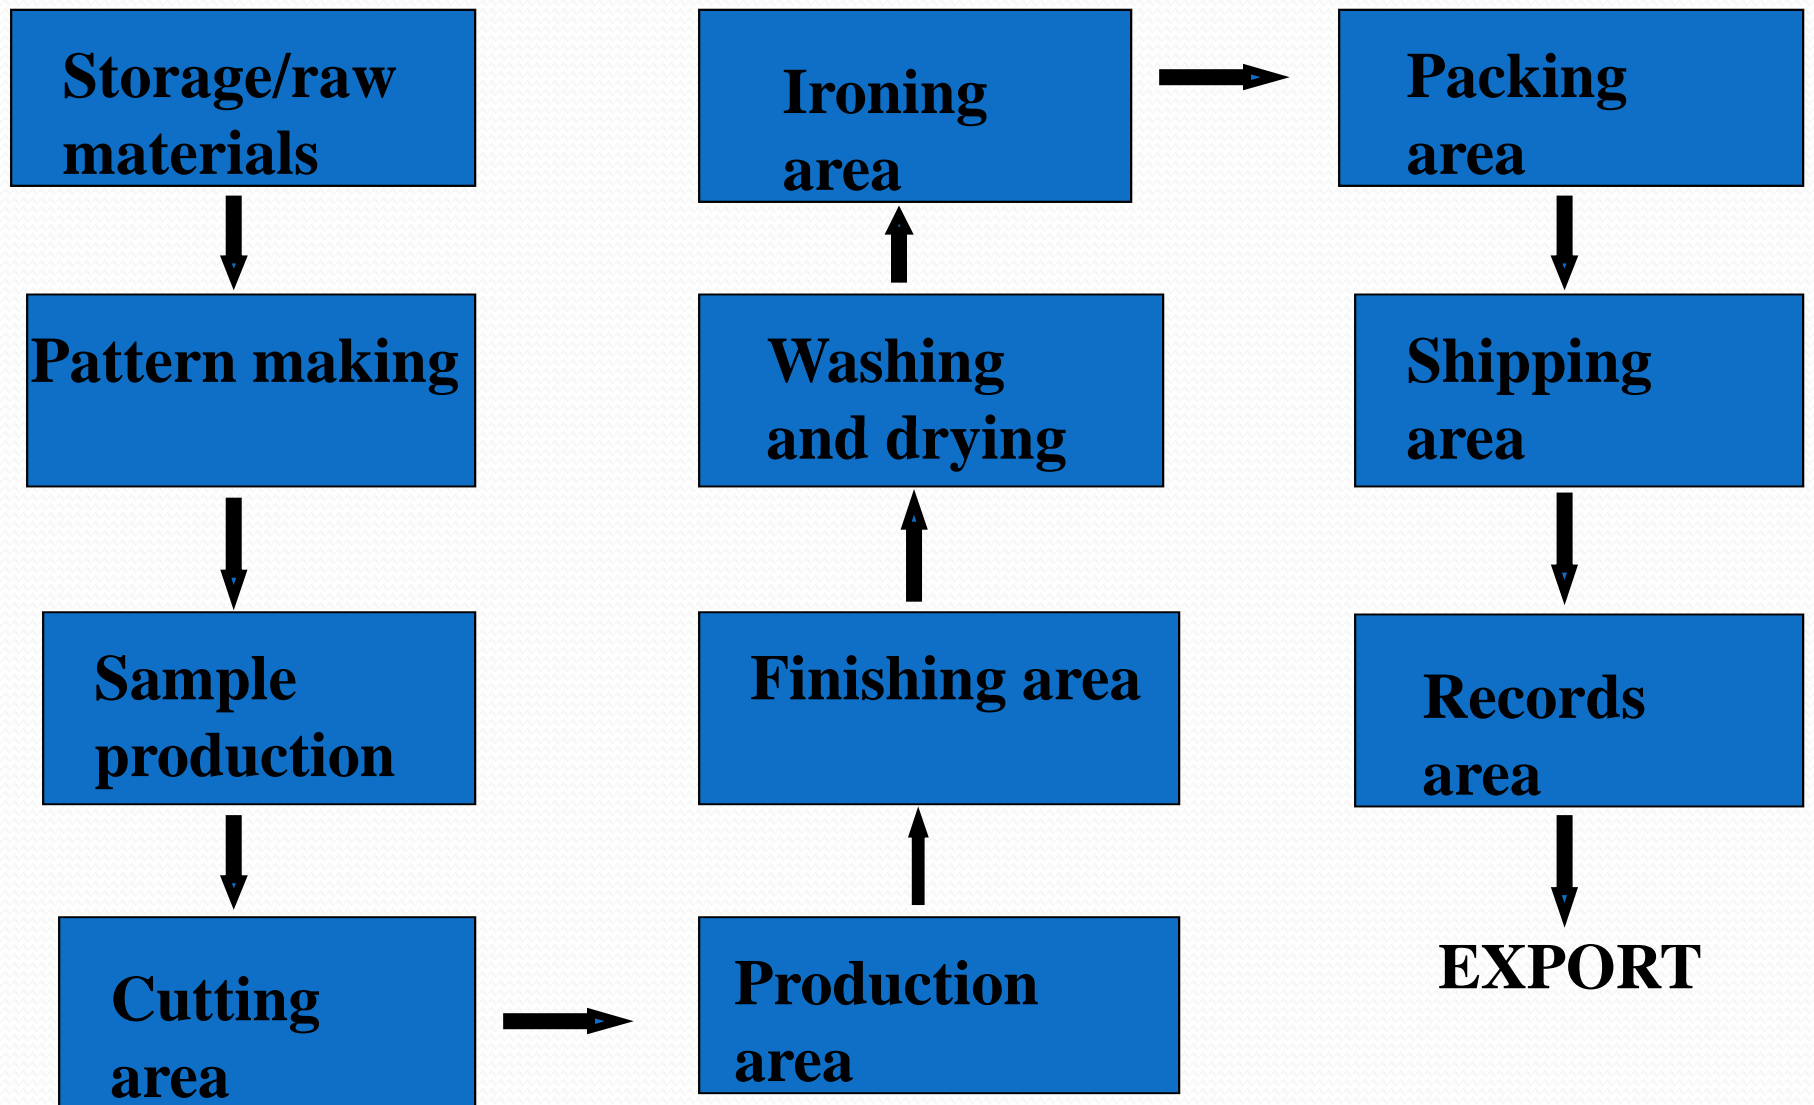 Storage/raw
materials
Pattern making
Sample
production
Cutting
area
Production
area
Finishing area
Washing
and drying
Ironing
area
Packing
area
Shipping
area
Records
area
EXPORT